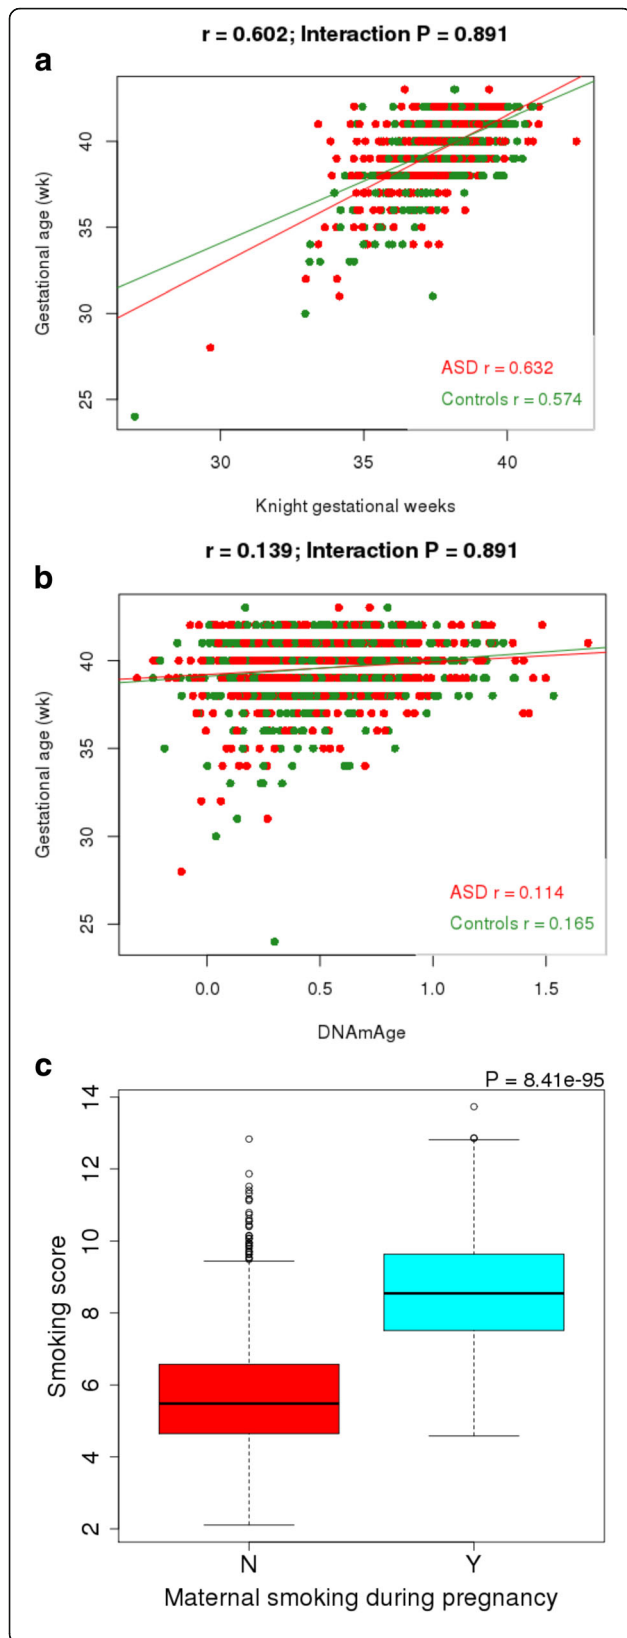 r = 0.602; Interaction P = 0.891
a
Gestational age (wk)
40
35
30
25
ASD r = 0.632
Controls r = 0.574
30 35 40
Knight gestational weeks
r = 0.139; Interaction P = 0.891
b
Gestational age (wk)
40
35
30
25
ASD r = 0.114
Controls r = 0.165
0.0 0.5 1.0 1.5
DNAmAge
c
P = 8.41e-95
Smoking score
14
12
10
8
6
4
2
N Y
Maternal smoking during pregnancy